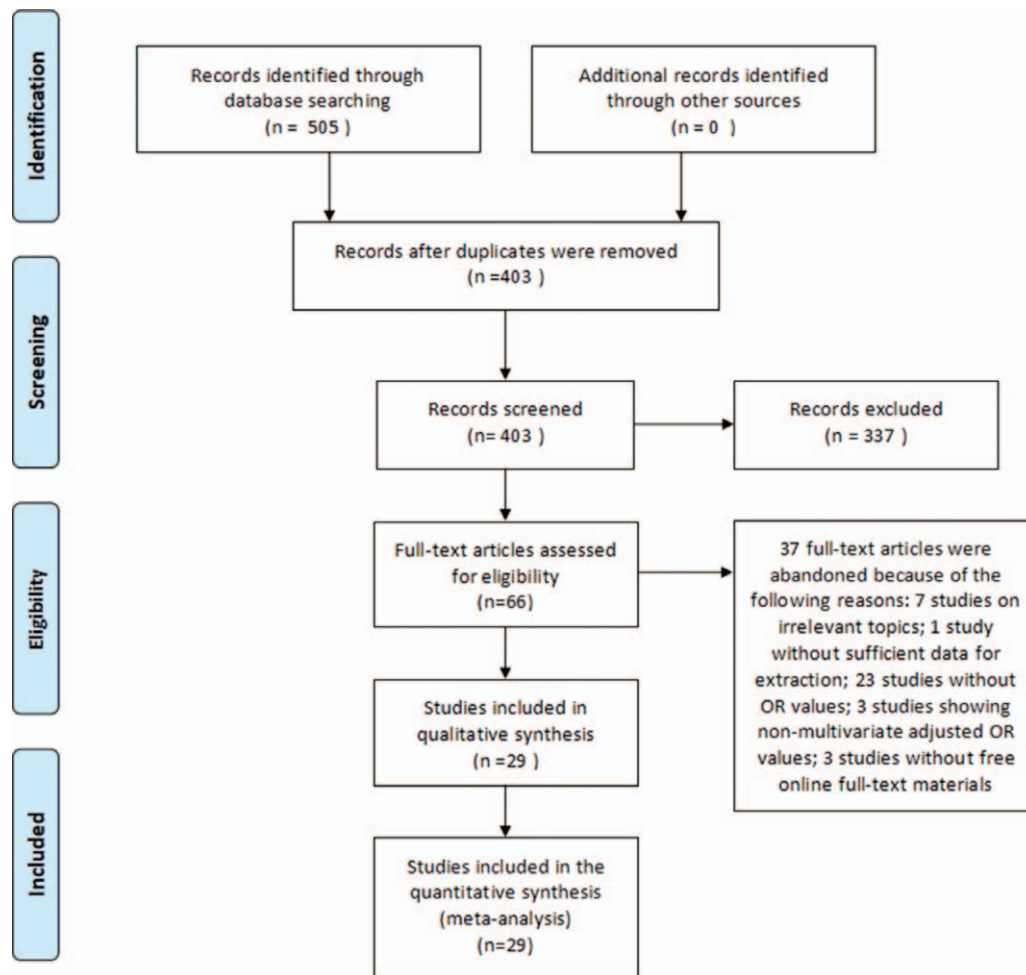 Identification
Records identified through
database searching
(n = 505 )
Additional records identified
through other sources
(n = 0 )
Records after duplicates were removed
(n =403 )
Screening
Records screened
(n= 403 )
Records excluded
(n = 337 )
Eligibility
Full-text articles assessed
for eligibility
(n=66)
37 full-text articles were
abandoned because of the
following reasons: 7 studies on
irrelevant topics; 1 study
without sufficient data for
extraction; 23 studies without
OR values; 3 studies showing
non-multivariate adjusted OR
values; 3 studies without free
online full-text materials
Studies included in
qualitative synthesis
(n =29 )
Included
Studies included in the
quantitative synthesis
(meta-analysis)
(n=29)